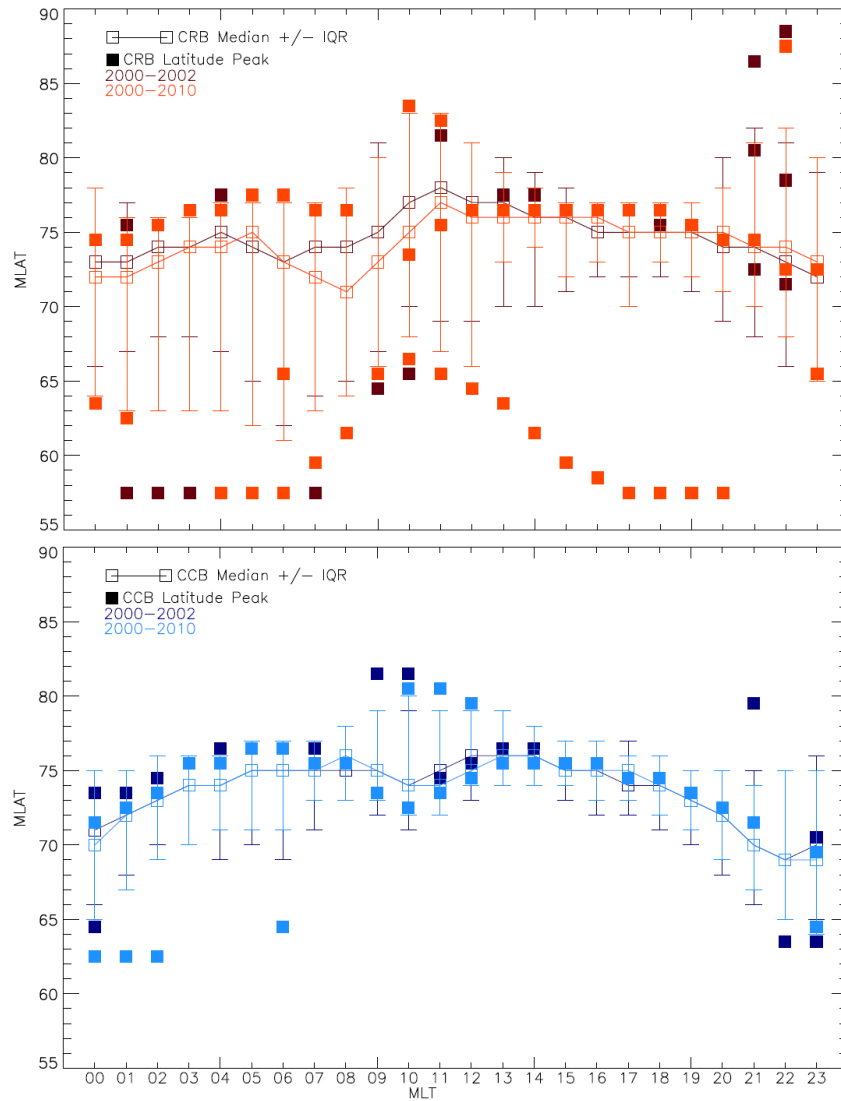 90
CRB Median +/− IQR
CRB Latitude Peak
2000−2002
2000−2010
85
80
75
70
65
60
55
MLAT
90
CCB Median +/− IQR
CCB Latitude Peak
2000−2002
2000−2010
85
80
75
70
65
60
55
MLAT
00 01 02 03 04 05 06 07 08 09 10 11 12 13 14 15 16 17 18 19 20 21 22 23
MLT